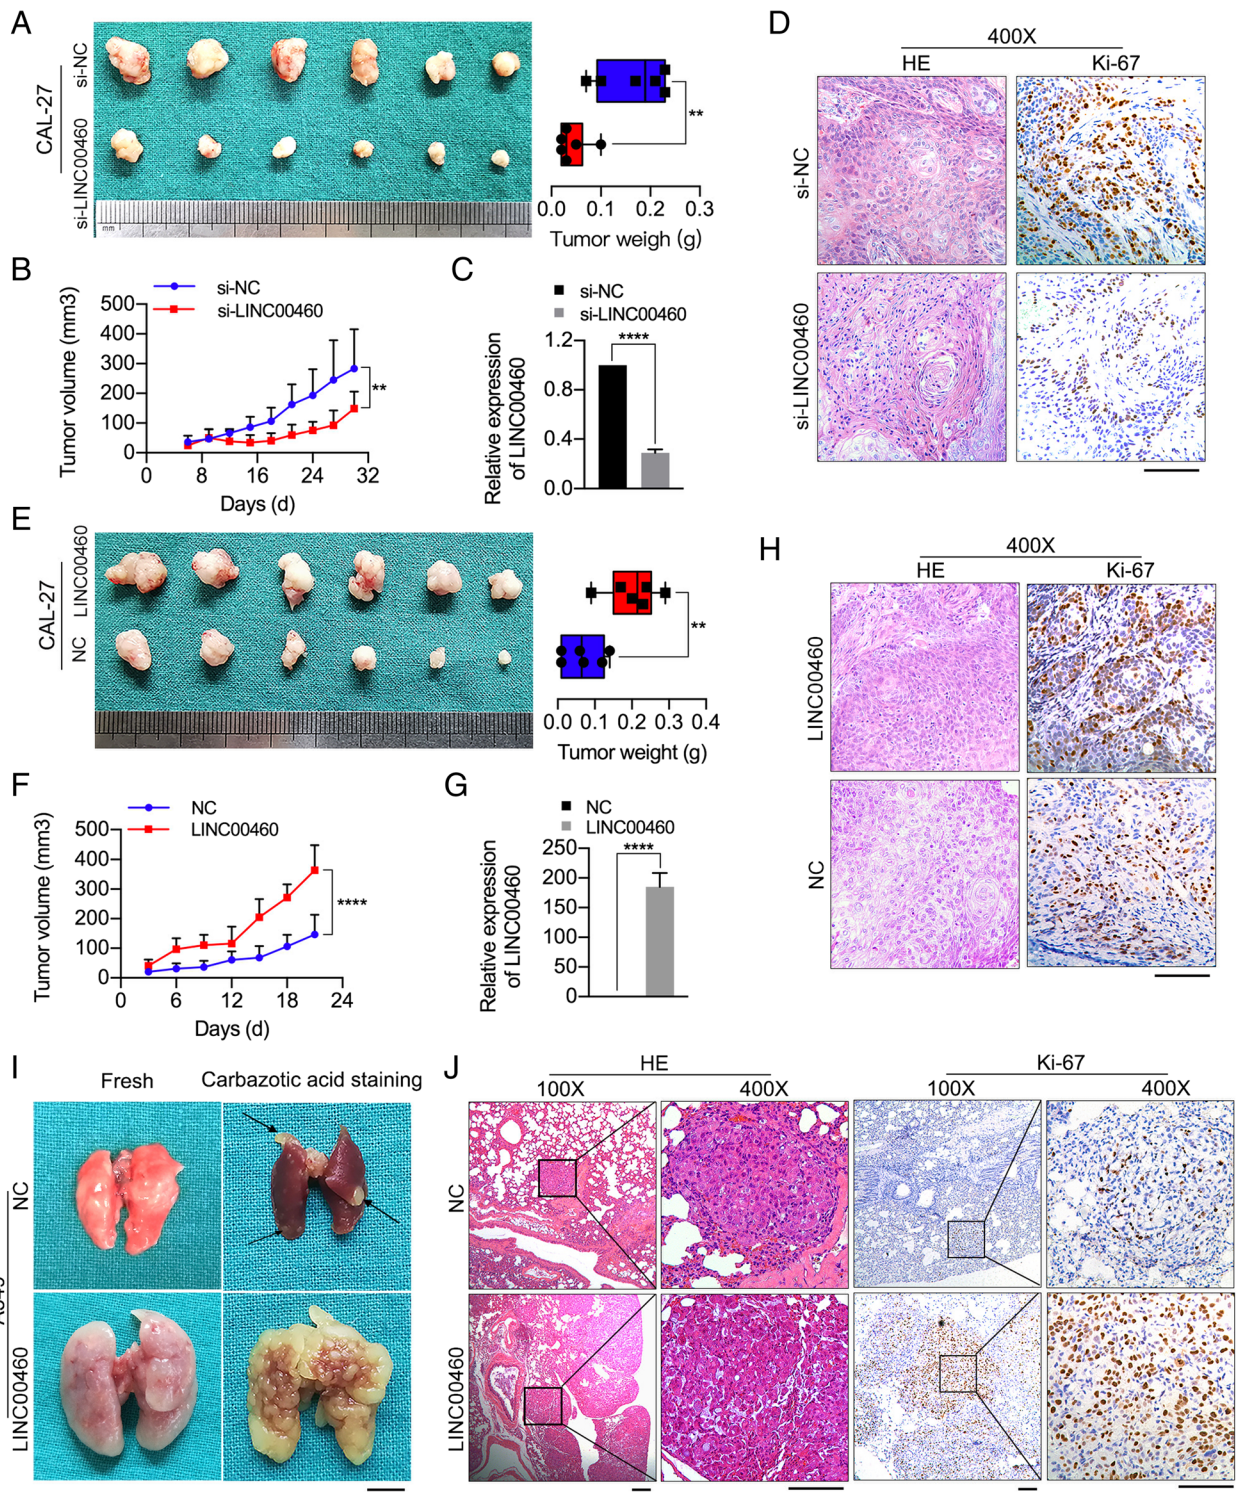 A
si-NC
si-LINC00460
CAL-27
mm
**
0.0 0.1 0.2 0.3
Tumor weigh (g)
D
400X
HE Ki-67
si-NC
si-LINC00460
B
si-NC
si-LINC00460
Tumor volume (mm3)
500
400
300
200
100
0
**
0 8 16 24 32
Days (d)
C
si-NC
si-LINC00460
Relative expression
of LINC00460
1.2
0.8
0.4
0.0
****
E
LINC00460
NC
CAL-27
**
0.0 0.1 0.2 0.3 0.4
Tumor weight (g)
H
400X
HE Ki-67
LINC00460
NC
F
NC
LINC00460
Tumor volume (mm3)
500
400
300
200
100
0
****
0 6 12 18 24
Days (d)
G
NC
LINC00460
Relative expression
of LINC00460
250
200
150
100
50
0
****
I
Fresh Carbazotic acid staining
NC
LINC00460
J
HE Ki-67
100X 400X 100X 400X
NC
LINC00460